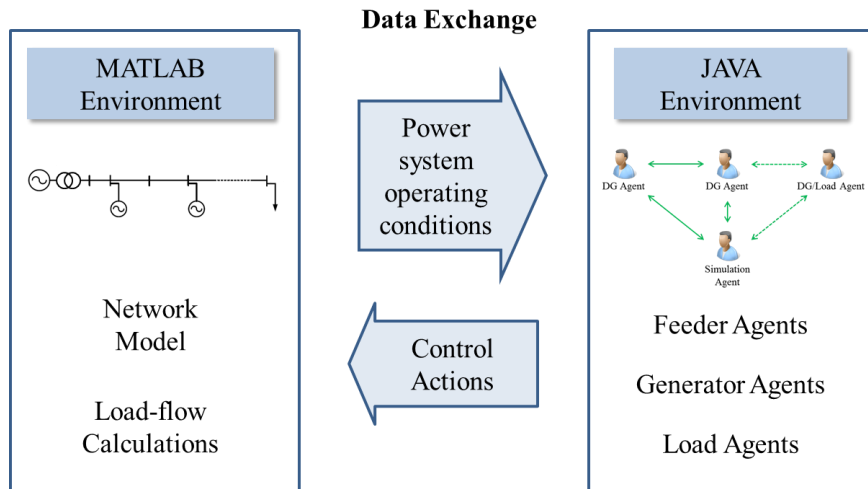 Data Exchange
MATLAB
Environment
Network
Model
Load-flow
Calculations
Power
system
operating
conditions
Control
Actions
JAVA
Environment
DG Agent
DG Agent
DG/Load Agent
Simulation
Agent
Feeder Agents
Generator Agents
Load Agents